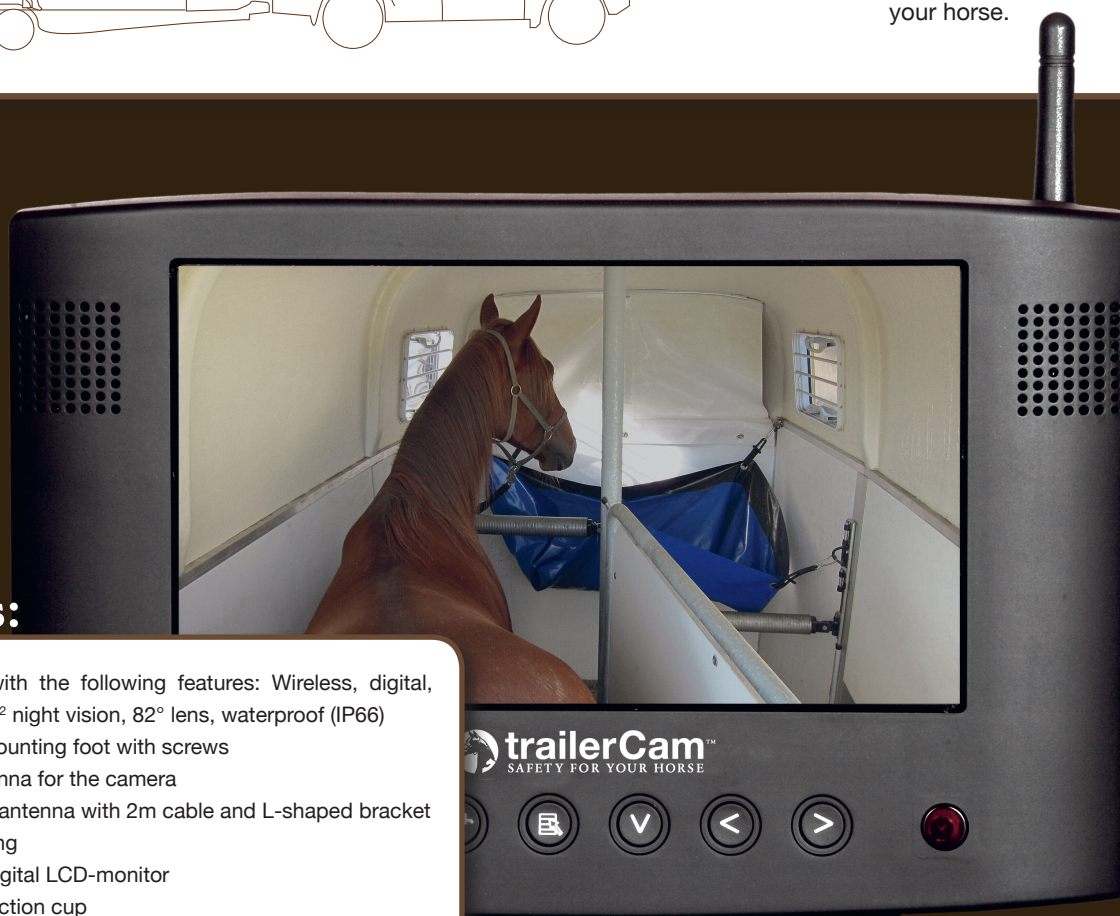 your horse.
s:
with the following features: Wireless, digital,
² night vision, 82° lens, waterproof (IP66)
ounting foot with screws
nna for the camera
antenna with 2m cable and L-shaped bracket
ng
gital LCD-monitor
ction cup
trailerCam™
SAFETY FOR YOUR HORSE